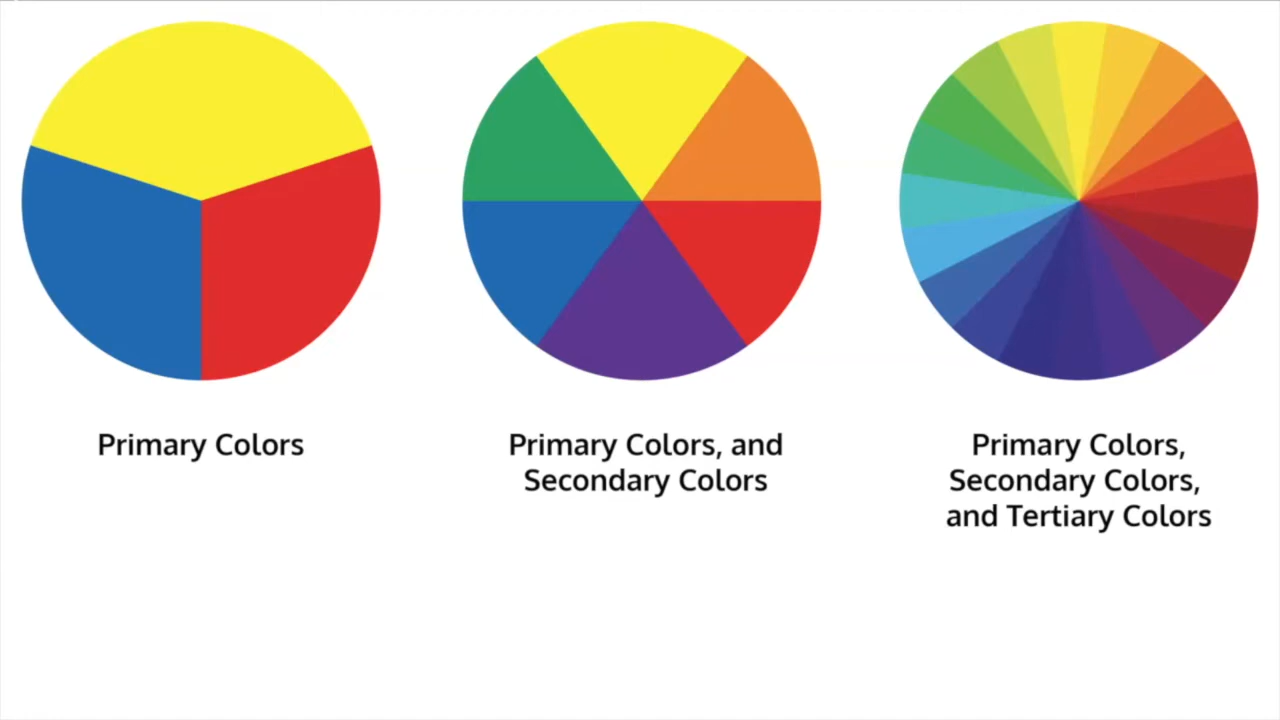 Primary Colors
Primary Colors, and
Secondary Colors
Primary Colors,
Secondary Colors,
and Tertiary Colors